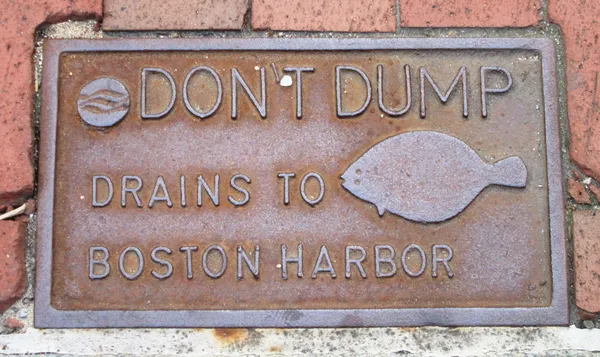 DON'T DUMP
DRAINS TO
BOSTON HARBOR